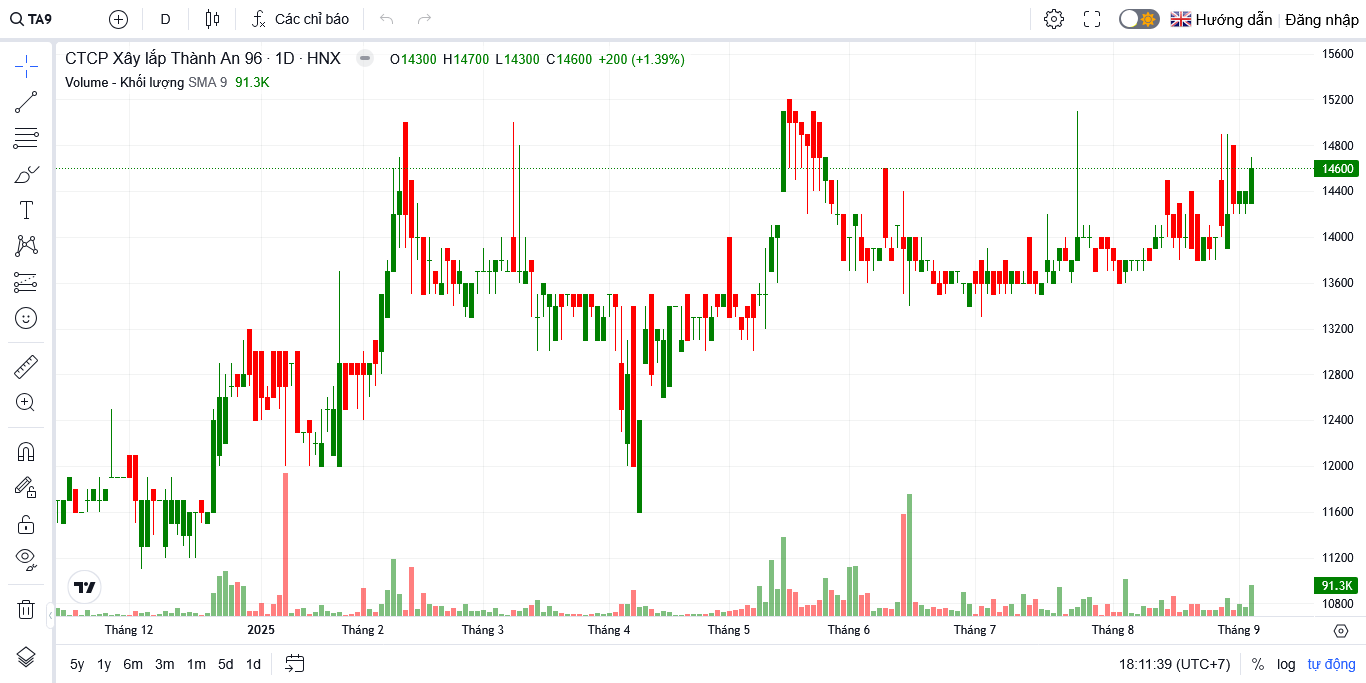 TA9 D Các chỉ báo Hướng dẫn Đăng nhập
CTCP Xây lắp Thành An 96 · 1D · HNX O14300 H14700 L14300 C14600 +200 (+1.39%)
Volume - Khối lượng SMA 9 91.3K
15600
15200
14800
14600
14400
14000
13600
13200
12800
12400
12000
11600
11200
91.3K
10800
Tháng 12 2025 Tháng 2 Tháng 3 Tháng 4 Tháng 5 Tháng 6 Tháng 7 Tháng 8 Tháng 9
5y 1y 6m 3m 1m 5d 1d 18:11:39 (UTC+7) % log tự động